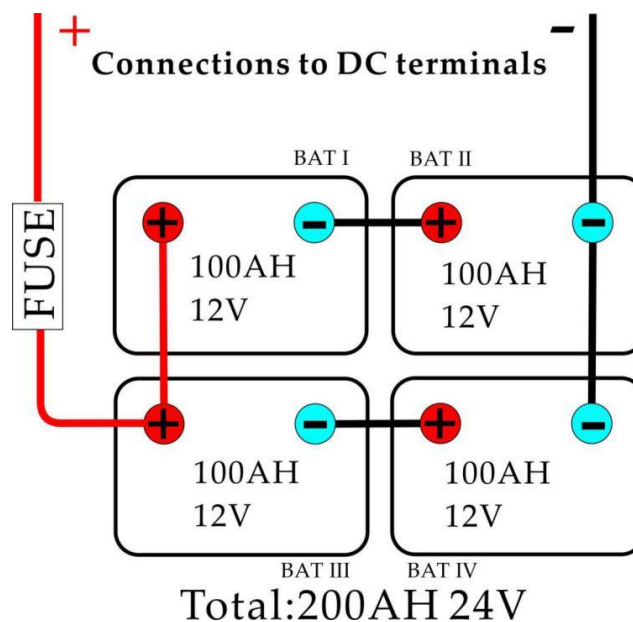 +
-
Connections to DC terminals
BAT I
BAT II
FUSE
+
-
+
-
100AH
12V
100AH
12V
+
-
+
-
100AH
12V
100AH
12V
BAT III
BAT IV
Total:200AH 24V